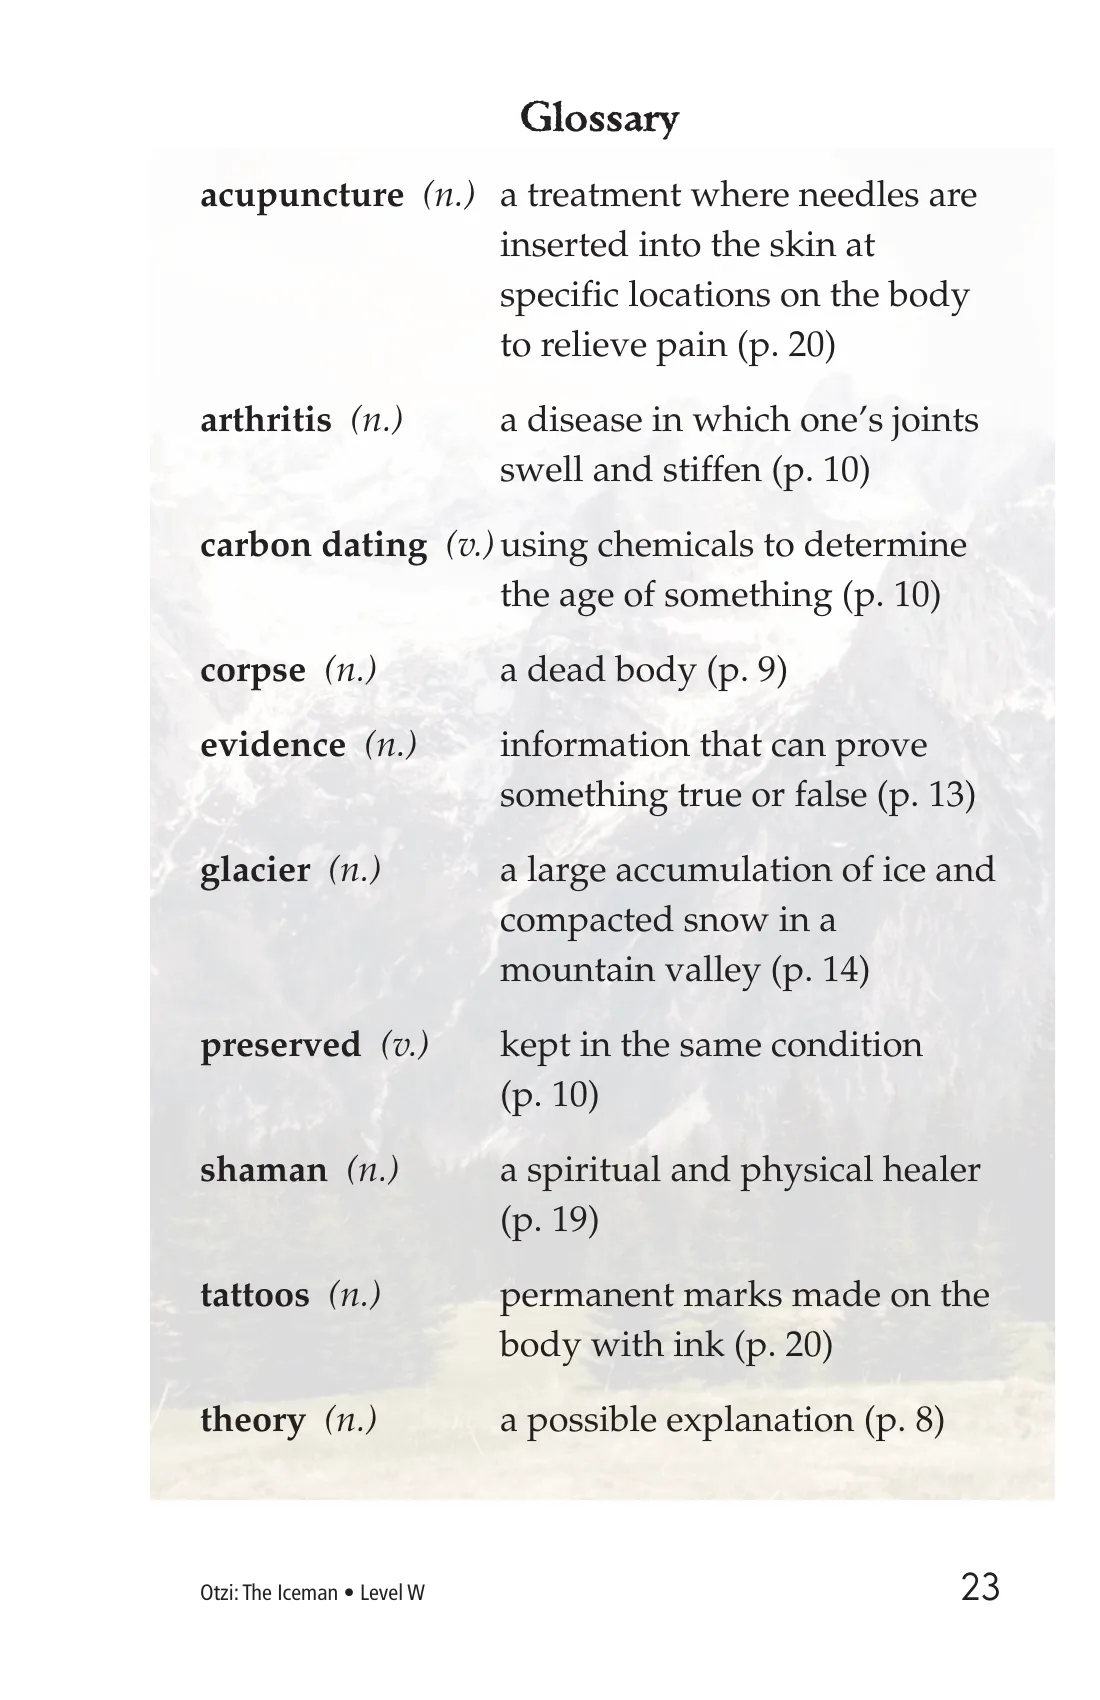 Glossary
acupuncture (n.) a treatment where needles are
inserted into the skin at
specific locations on the body
to relieve pain (p. 20)
arthritis (n.) a disease in which one’s joints
swell and stiffen (p. 10)
carbon dating (v.) using chemicals to determine
the age of something (p. 10)
corpse (n.) a dead body (p. 9)
evidence (n.) information that can prove
something true or false (p. 13)
glacier (n.) a large accumulation of ice and
compacted snow in a
mountain valley (p. 14)
preserved (v.) kept in the same condition
(p. 10)
shaman (n.) a spiritual and physical healer
(p. 19)
tattoos (n.) permanent marks made on the
body with ink (p. 20)
theory (n.) a possible explanation (p. 8)
Otzi: The Iceman • Level W 23